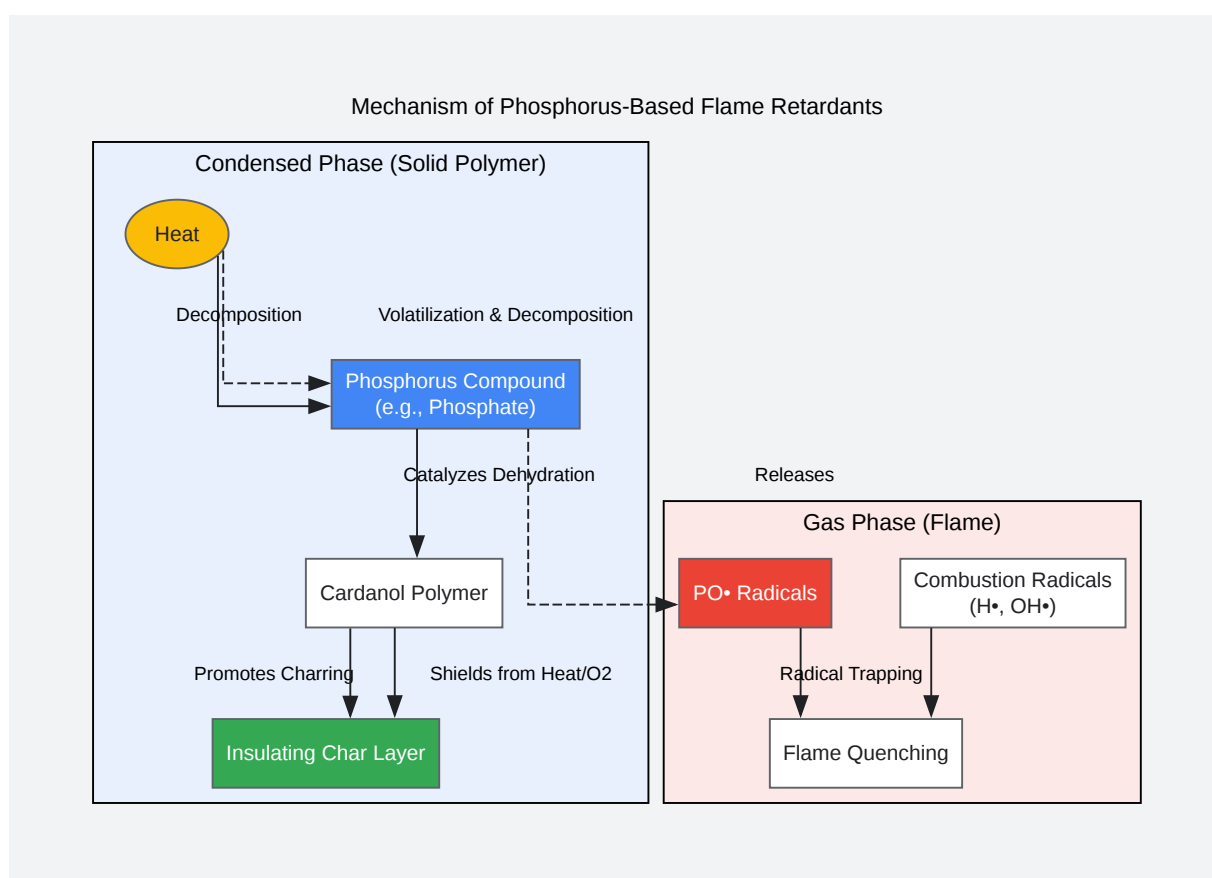 Mechanism of Phosphorus-Based Flame Retardants
Condensed Phase (Solid Polymer)
Heat
Decomposition
Volatilization & Decomposition
Phosphorus Compound
(e.g., Phosphate)
Catalyzes Dehydration
Releases
Gas Phase (Flame)
Cardanol Polymer
PO• Radicals
Combustion Radicals
(H•, OH•)
Promotes Charring
Shields from Heat/O2
Radical Trapping
Insulating Char Layer
Flame Quenching